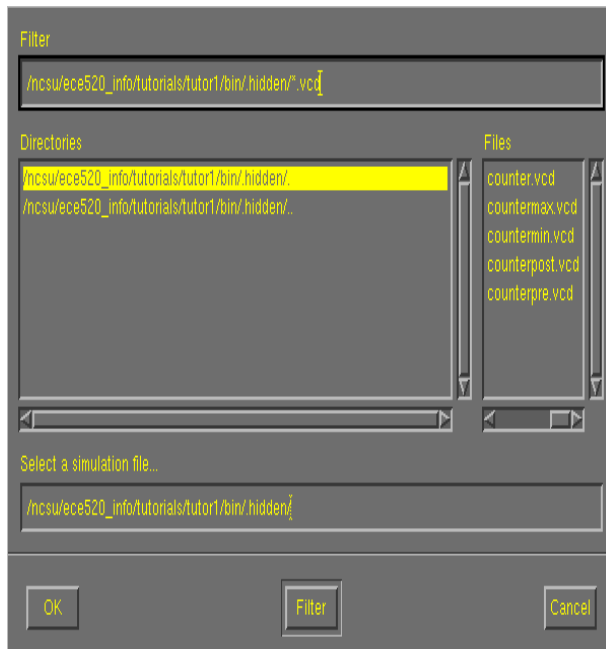 Filter
/ncsu/ece520_info/tutorials/tutor1/bin/.hidden/*.vcd
Directories
/ncsu/ece520_info/tutorials/tutor1/bin/.hidden/.
/ncsu/ece520_info/tutorials/tutor1/bin/.hidden/..
Files
counter.vcd
countermax.vcd
countermin.vcd
counterpost.vcd
counterpre.vcd
Select a simulation file...
/ncsu/ece520_info/tutorials/tutor1/bin/.hidden/
OK
Filter
Cancel